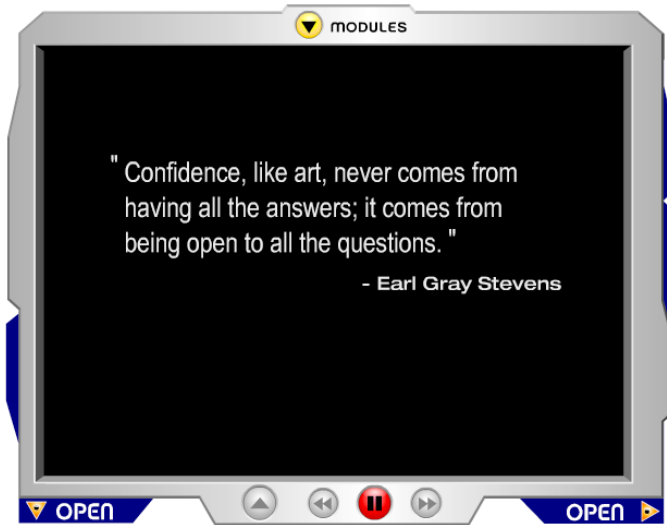 MODULES
" Confidence, like art, never comes from
having all the answers; it comes from
being open to all the questions. "
- Earl Gray Stevens
OPEN
OPEN